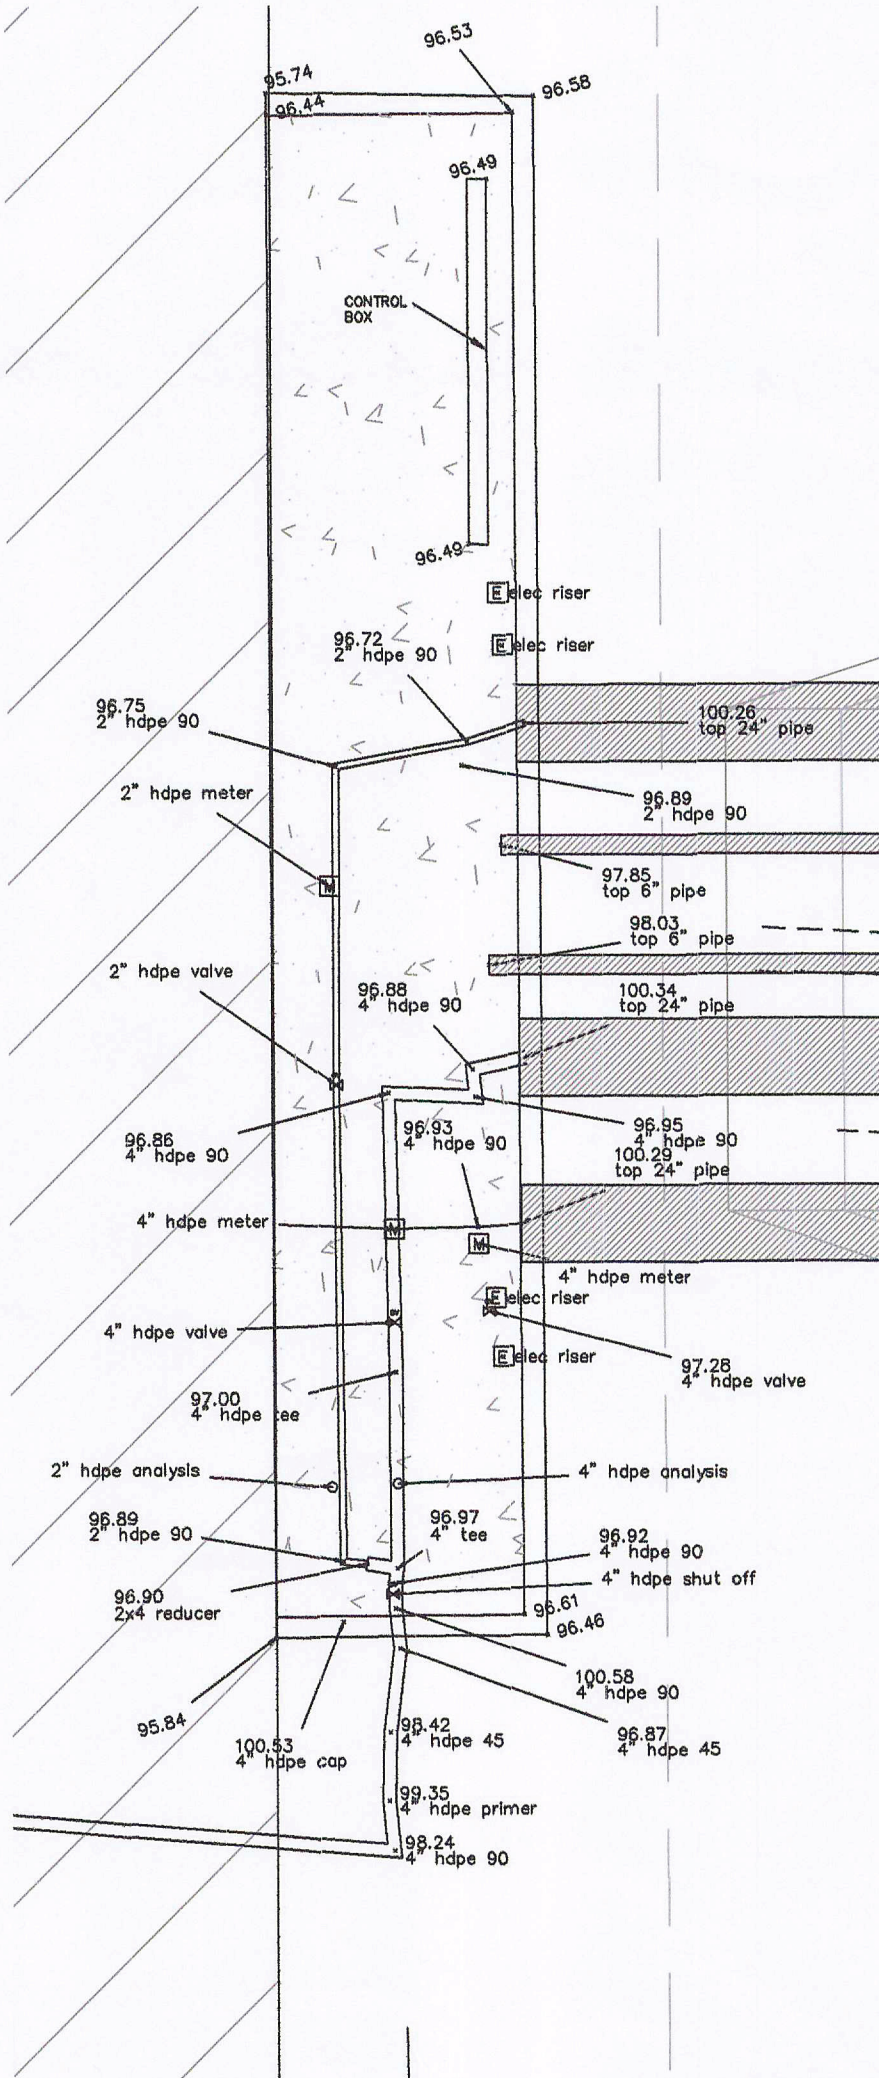 96.53
95.74
96.58
96.44
96.49
CONTROL
BOX
96.49
E elec riser
E elec riser
96.72
2" hdpe 90
96.75
2" hdpe 90
100.26
top 24" pipe
2" hdpe meter
96.89
2" hdpe 90
M
97.85
top 6" pipe
98.03
top 6" pipe
2" hdpe valve
96.88
4" hdpe 90
100.34
top 24" pipe
96.86
4" hdpe 90
96.93
4" hdpe 90
96.95
4" hdpe 90
100.29
top 24" pipe
4" hdpe meter
M
M
4" hdpe meter
E elec riser
4" hdpe valve
E elec riser
97.28
4" hdpe valve
97.00
4" hdpe tee
2" hdpe analysis
4" hdpe analysis
96.89
2" hdpe 90
96.97
4" tee
96.92
4" hdpe 90
96.90
2x4 reducer
4" hdpe shut off
96.61
96.46
100.58
4" hdpe 90
95.84
100.53
4" hdpe cap
98.42
4" hdpe 45
96.87
4" hdpe 45
99.35
4" hdpe primer
98.24
4" hdpe 90